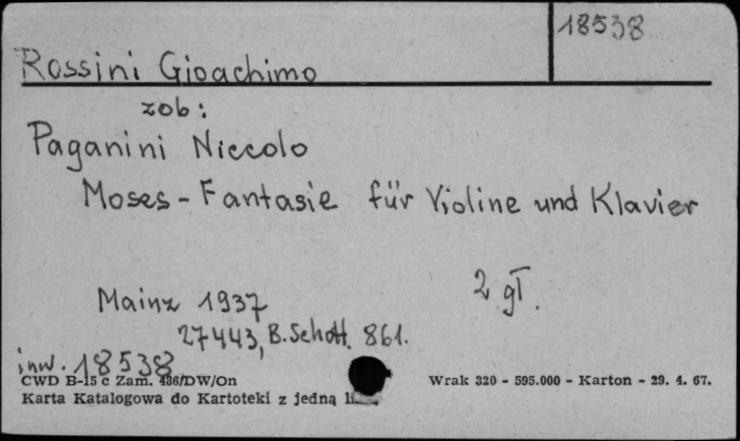 18538
Rossini Gioachimo
zob:
Paganini Niccolo
Moses-Fantasie für Violine und Klavier
2 gł.
Mainz 1937
27443, B. Schott. 861.
inw. 18538
CWD B-15 c Zam. 436/DW/On
Wrak 320 - 595.000 - Karton - 29. 4. 67.
Karta Katalogowa do Kartoteki z jedną